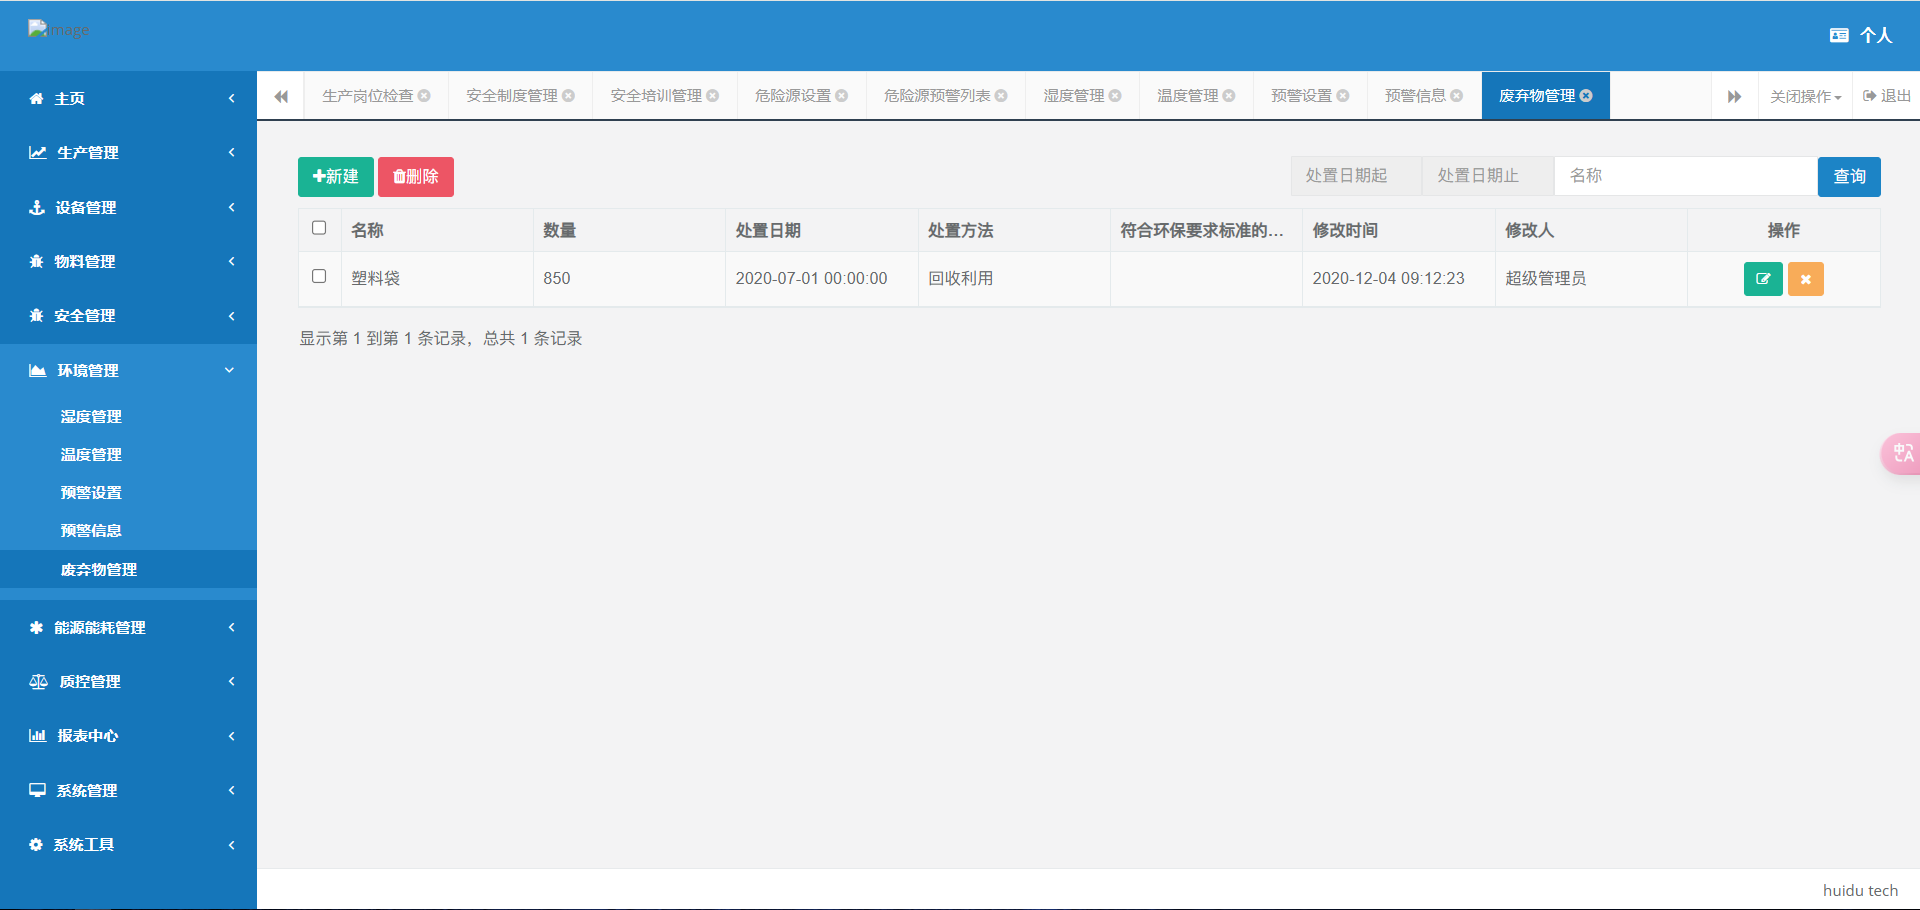 Image
个人
主页
生产管理
设备管理
物料管理
安全管理
环境管理
湿度管理
温度管理
预警设置
预警信息
废弃物管理
能源能耗管理
质控管理
报表中心
系统管理
系统工具
生产岗位检查 安全制度管理 安全培训管理 危险源设置 危险源预警列表 湿度管理 温度管理 预警设置 预警信息 废弃物管理 关闭操作 退出
新建 删除 处置日期起 处置日期止 名称 查询
名称 数量 处置日期 处置方法 符合环保要求标准的... 修改时间 修改人 操作
塑料袋 850 2020-07-01 00:00:00 回收利用 2020-12-04 09:12:23 超级管理员
显示第 1 到第 1 条记录，总共 1 条记录
中A
huidu tech